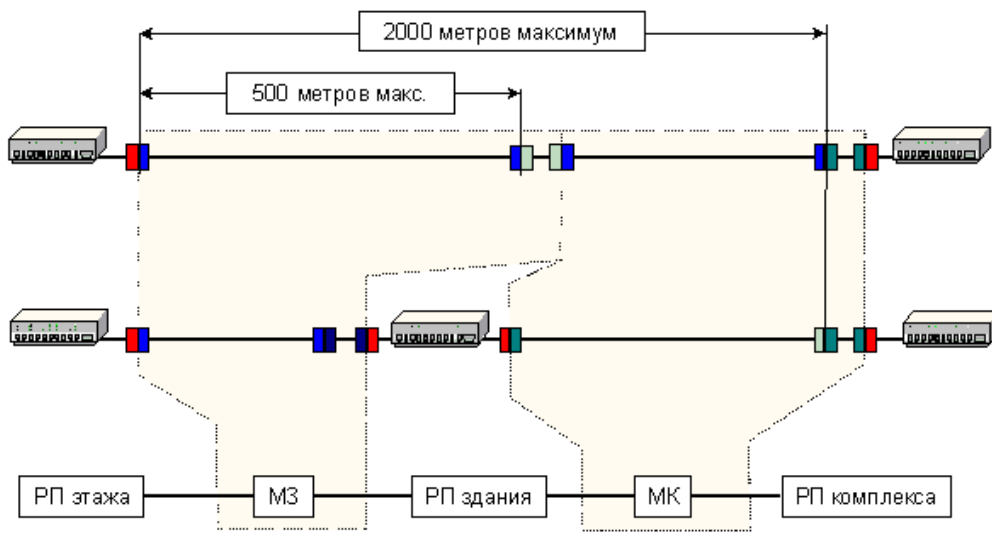 2000 метров максимум
500 метров макс.
РП этажа
МЗ
РП здания
МК
РП комплекса